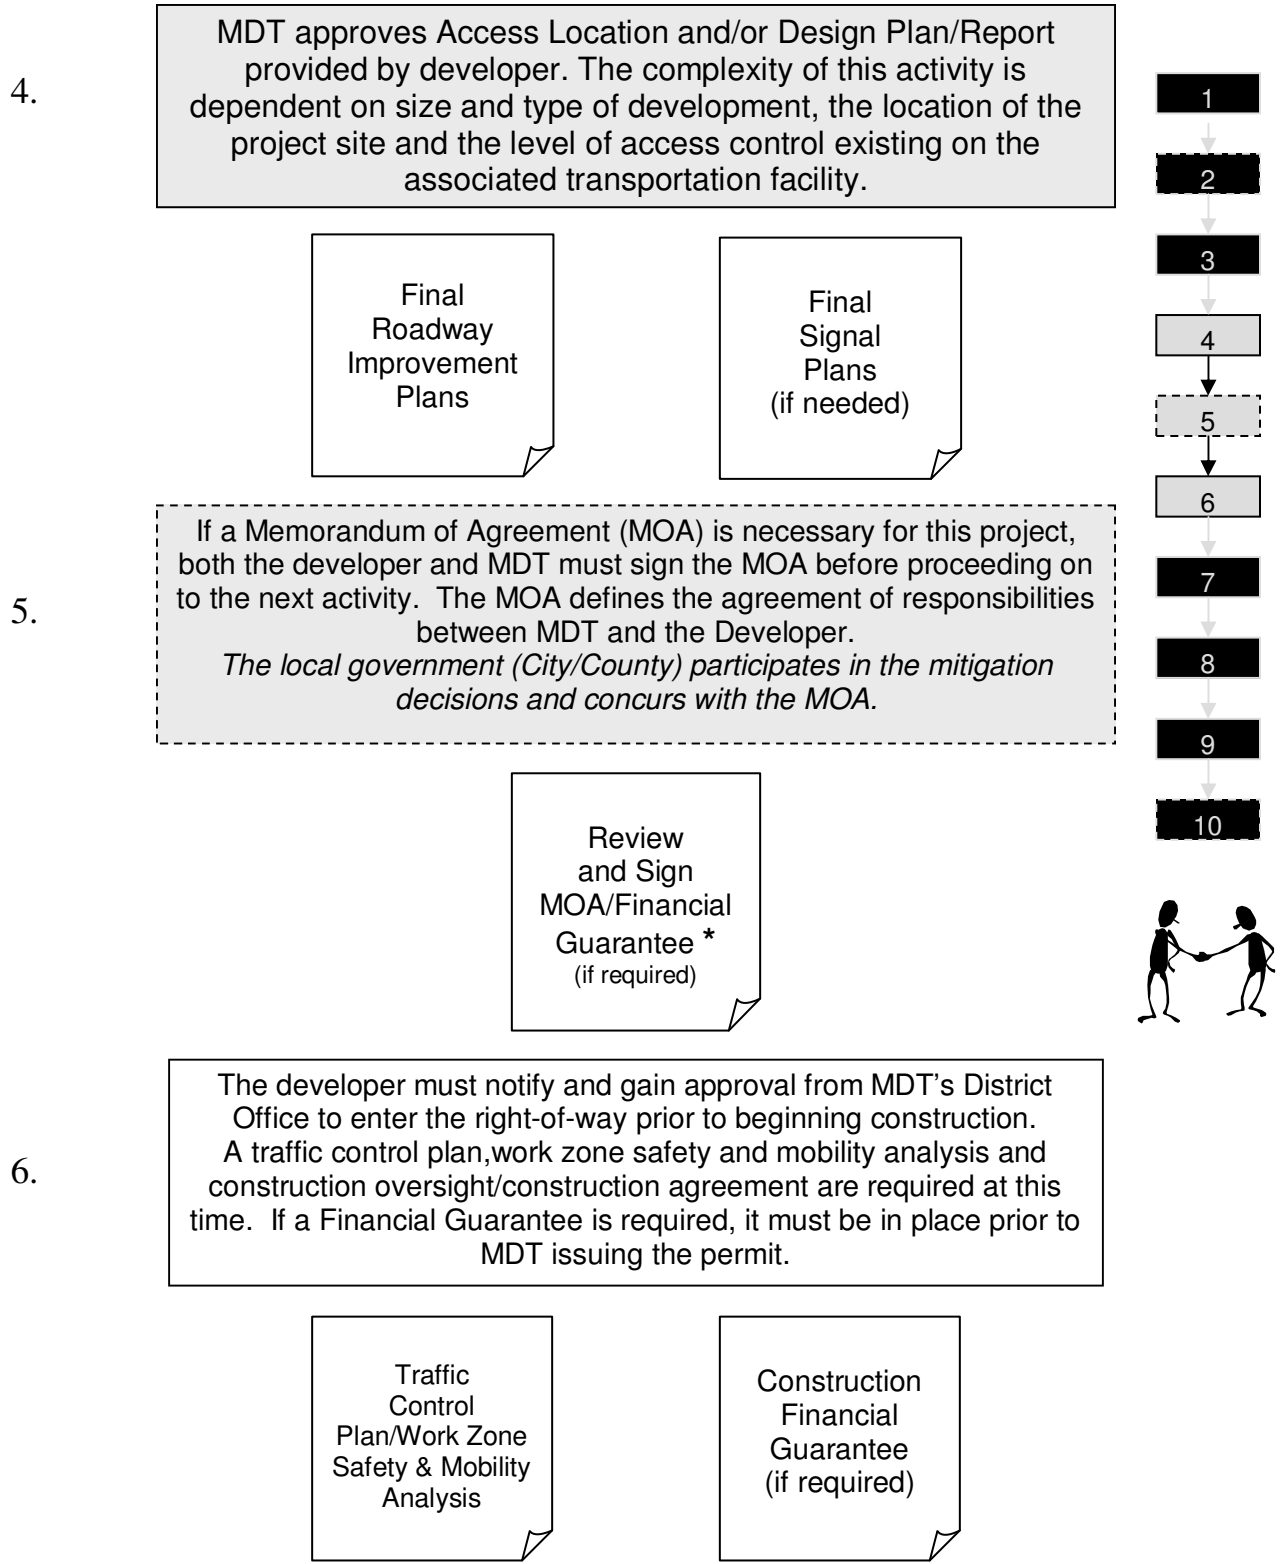 4.
MDT approves Access Location and/or Design Plan/Report
provided by developer. The complexity of this activity is
dependent on size and type of development, the location of the
project site and the level of access control existing on the
associated transportation facility.
Final
Roadway
Improvement
Plans
Final
Signal
Plans
(if needed)
5.
If a Memorandum of Agreement (MOA) is necessary for this project,
both the developer and MDT must sign the MOA before proceeding on
to the next activity.  The MOA defines the agreement of responsibilities
between MDT and the Developer.
The local government (City/County) participates in the mitigation
decisions and concurs with the MOA.
Review
and Sign
MOA/Financial
Guarantee *
(if required)
6.
The developer must notify and gain approval from MDT's District
Office to enter the right-of-way prior to beginning construction.
A traffic control plan,work zone safety and mobility analysis and
construction oversight/construction agreement are required at this
time.  If a Financial Guarantee is required, it must be in place prior to
MDT issuing the permit.
Traffic
Control
Plan/Work Zone
Safety & Mobility
Analysis
Construction
Financial
Guarantee
(if required)
1
2
3
4
5
6
7
8
9
10